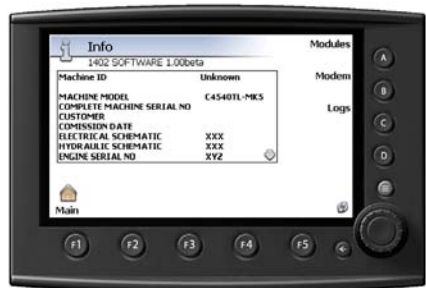 Info
Modules
1402 SOFTWARE 1.00beta
Machine ID Unknown
Modem
MACHINE MODEL C4540TL-MK5
COMPLETE MACHINE SERIAL NO
Logs
CUSTOMER
COMISSION DATE
ELECTRICAL SCHEMATIC XXX
HYDRAULIC SCHEMATIC XXX
ENGINE SERIAL NO XYZ
Main
A
B
C
D
F1 F2 F3 F4 F5